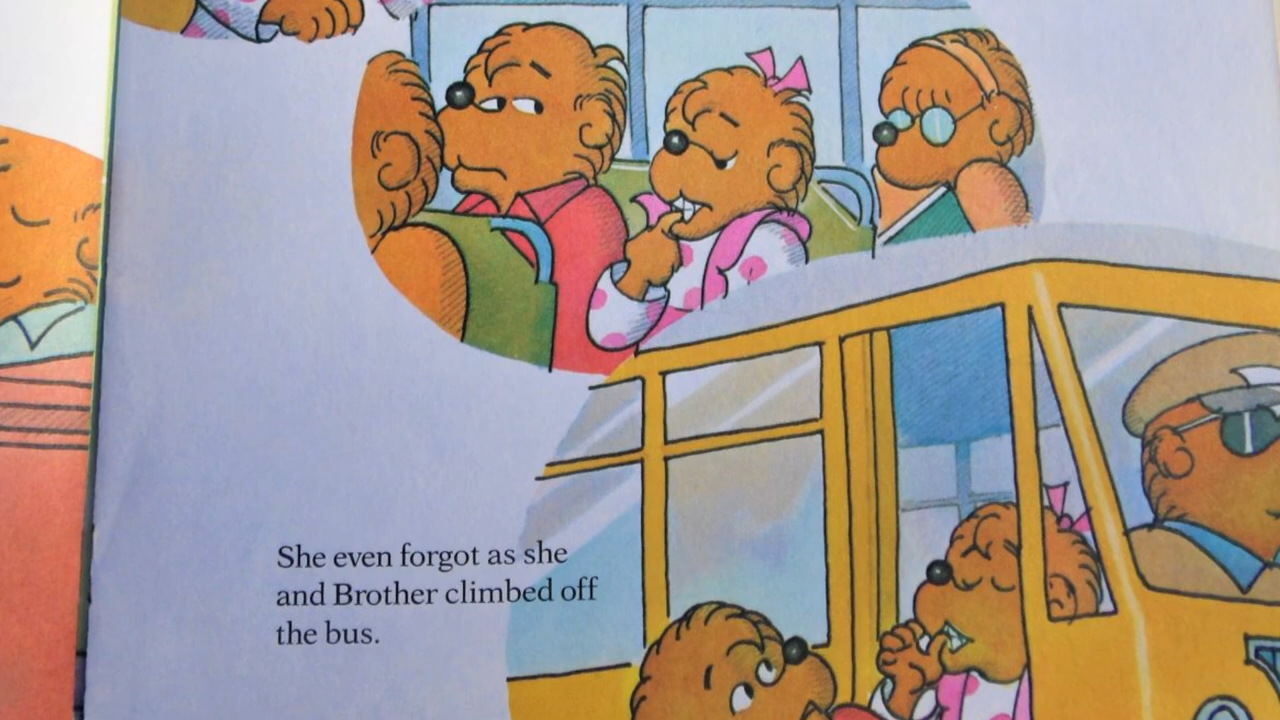 She even forgot as she
and Brother climbed off
the bus.